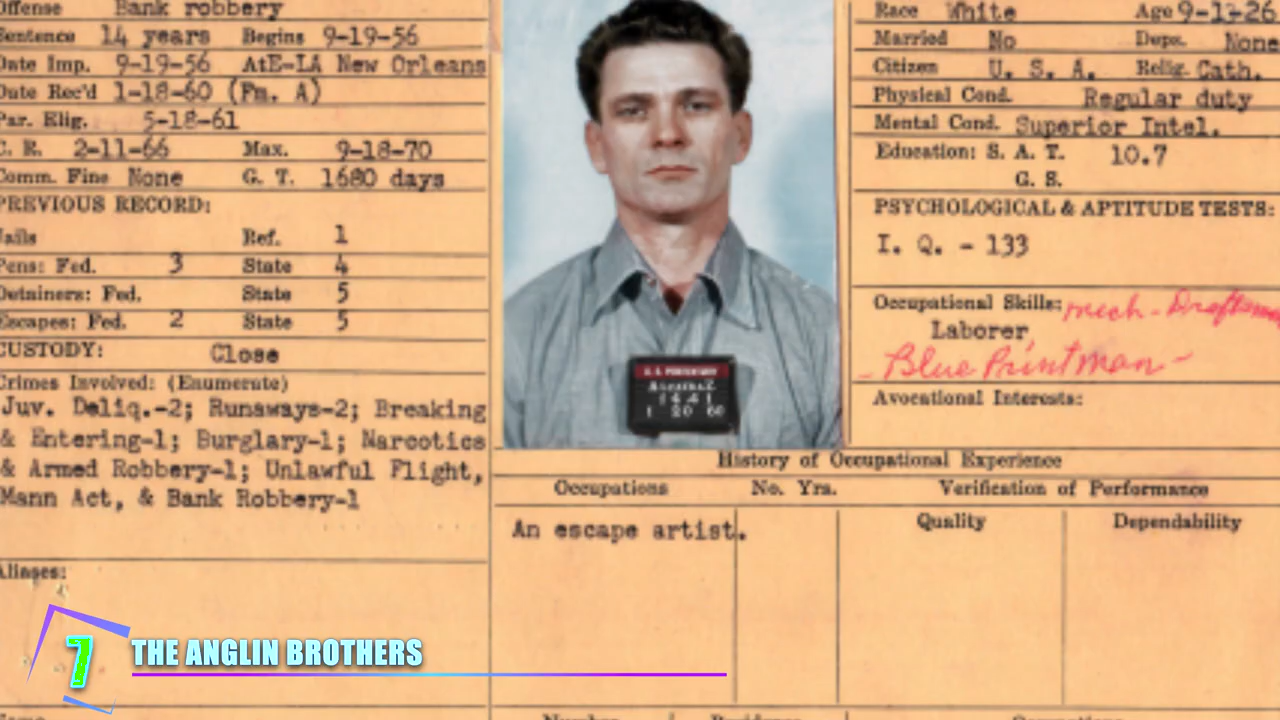 Offense Bank robbery
Sentence 14 years Begins 9-19-56
Date Imp. 9-19-56 AtE-LA New Orleans
Date Rec'd 1-18-60 (Fm. A)
Par. Elig. 5-18-61
C. R. 2-11-66 Max. 9-18-70
Comm. Fine None G. T. 1680 days
PREVIOUS RECORD:
Jails Ref. 1
Pens: Fed. 3 State 4
Detainers: Fed. State 5
Escapes: Fed. 2 State 5
CUSTODY: Close
Crimes Involved: (Enumerate)
Juv. Deliq.-2; Runaways-2; Breaking
& Entering-1; Burglary-1; Narcotics
& Armed Robbery-1; Unlawful Flight,
Mann Act, & Bank Robbery-1
Aliases:
Race White Age 9-1-26
Married No Deps. None
Citizen U. S. A. Relig. Cath.
Physical Cond. Regular duty
Mental Cond. Superior Intel.
Education: S. A. T. 10.7
G. S.
PSYCHOLOGICAL & APTITUDE TESTS:
I. Q. - 133
Occupational Skills: mech-Draftsman
Laborer
- Blue Printman -
Avocational Interests:
U. S. PENITENTIARY
Alcatraz
1441
1 20 60
History of Occupational Experience
Occupations No. Yrs. Verification of Performance
Quality Dependability
An escape artist.
7 THE ANGLIN BROTHERS